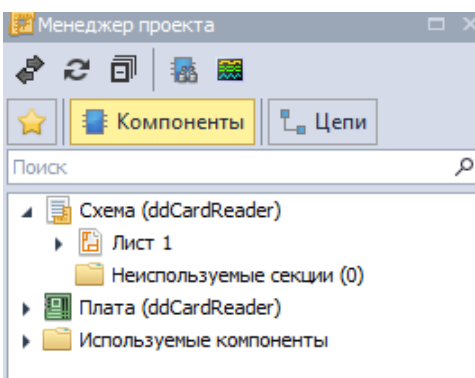 Менеджер проекта
Компоненты Цепи
Поиск
Схема (ddCardReader)
Лист 1
Неиспользуемые секции (0)
Плата (ddCardReader)
Используемые компоненты